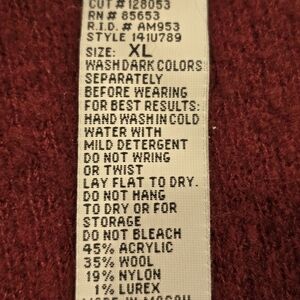 CUT # 128053
RN # 85653
R.I.D. # AM953
STYLE 141U789
SIZE: XL
WASH DARK COLORS
SEPARATELY
BEFORE WEARING
FOR BEST RESULTS:
HAND WASH IN COLD
WATER WITH
MILD DETERGENT
DO NOT WRING
OR TWIST
LAY FLAT TO DRY.
DO NOT HANG
TO DRY OR FOR
STORAGE
DO NOT BLEACH
45% ACRYLIC
35% WOOL
19% NYLON
1% LUREX
MADE IN